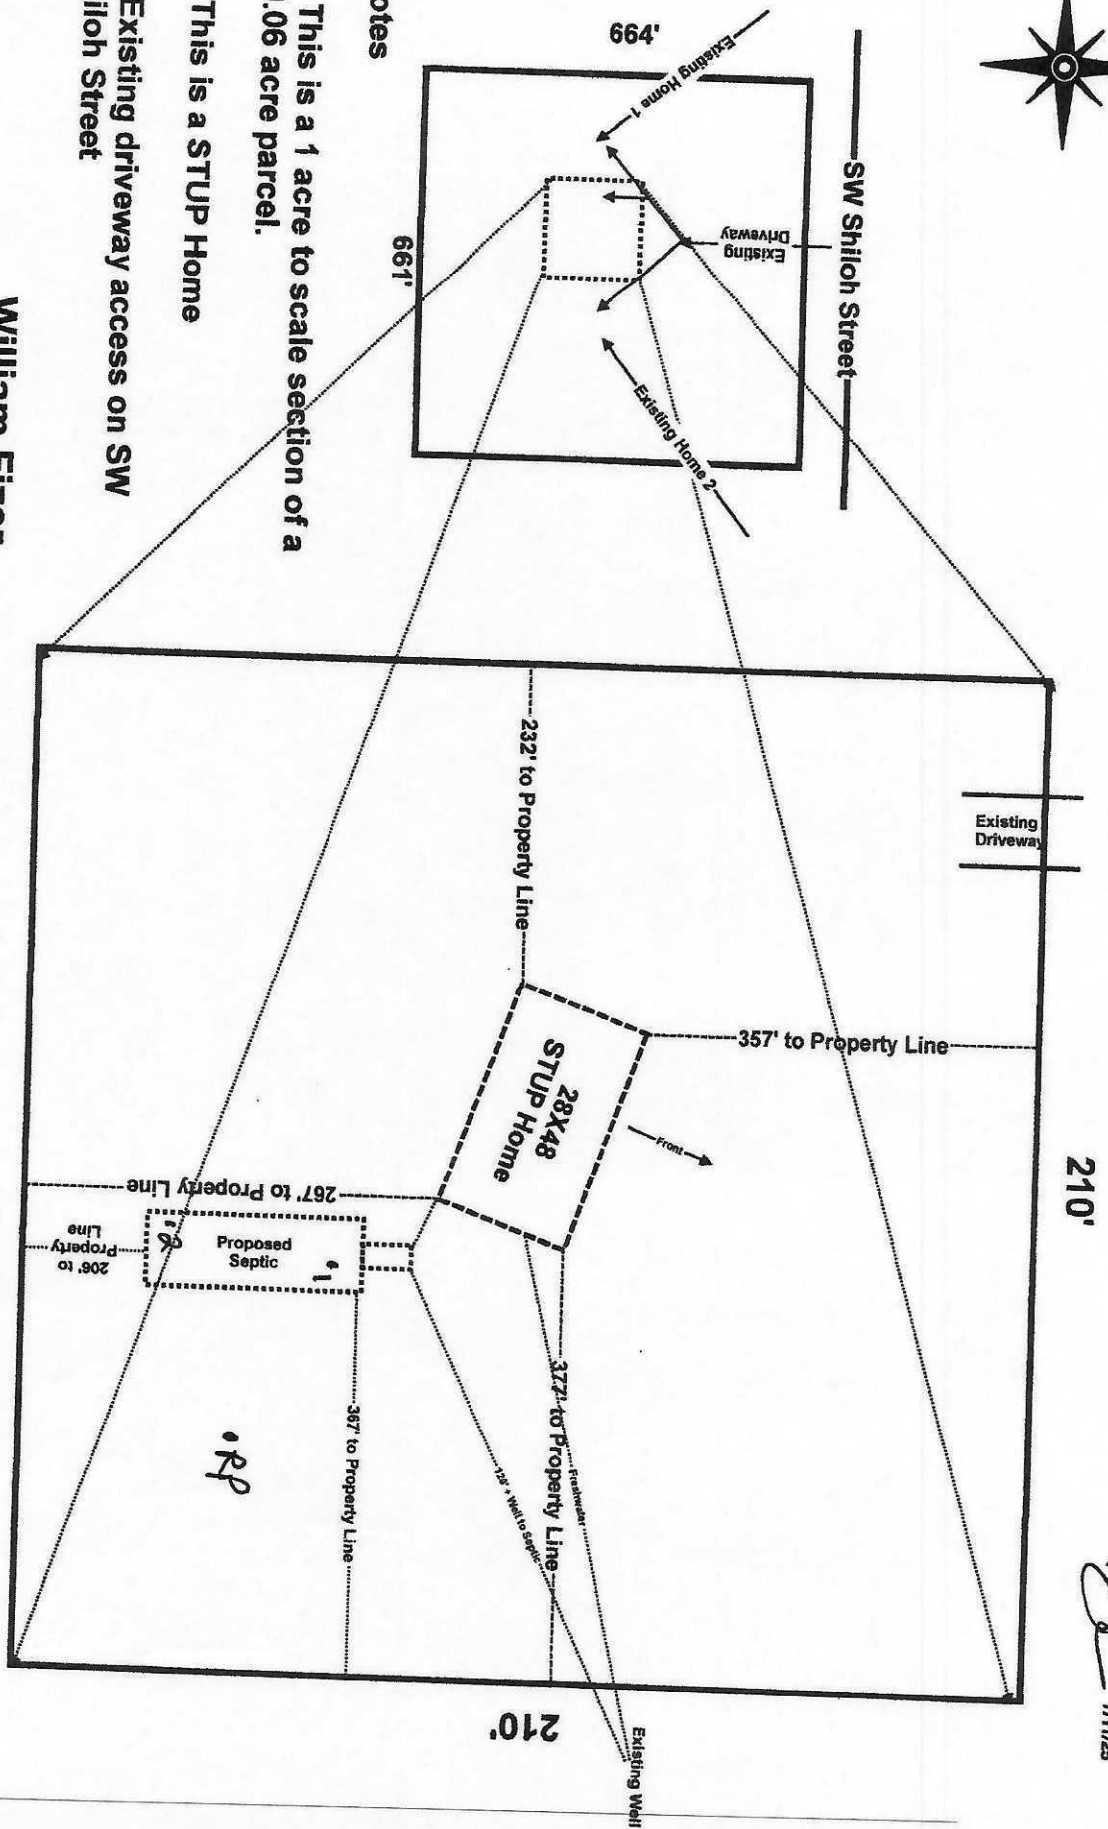 SW Shiloh Street
664'
661'
Existing Home 1
Existing
Driveway
Existing Home 2
otes
This is a 1 acre to scale section of a
.06 acre parcel.
This is a STUP Home
Existing driveway access on SW
iloh Street
210'
210'
Existing
Driveway
232' to Property Line
357' to Property Line
28X48
STUP Home
Front
267' to Property Line
377' to Property Line
Freshwater
Well to Septic
Existing Well
Proposed
Septic
206' to
Property
Line
367' to Property Line
RP
William